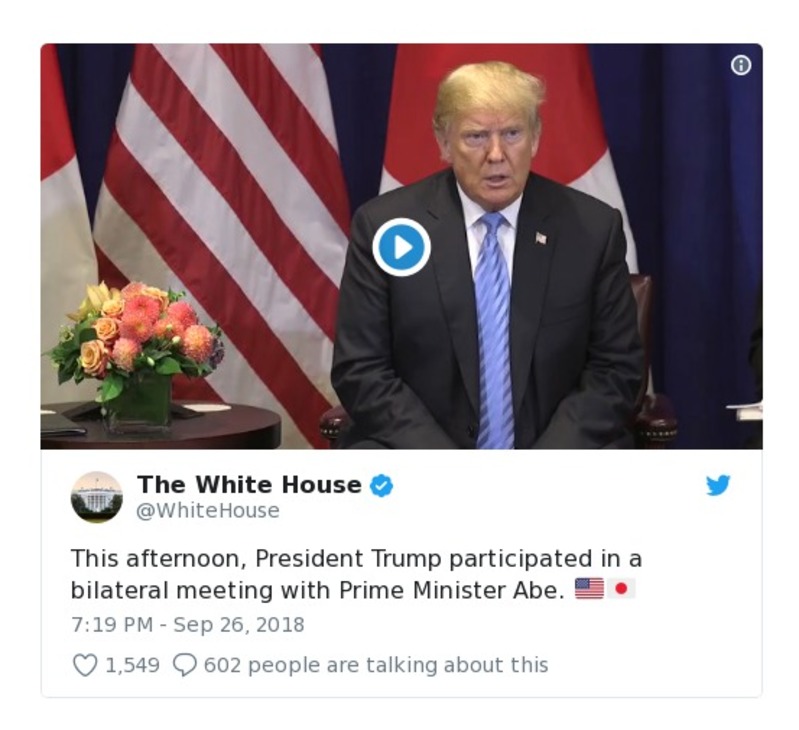 The White House
@WhiteHouse
This afternoon, President Trump participated in a
bilateral meeting with Prime Minister Abe. 🇺🇸🇯🇵
7:19 PM - Sep 26, 2018
1,549 602 people are talking about this